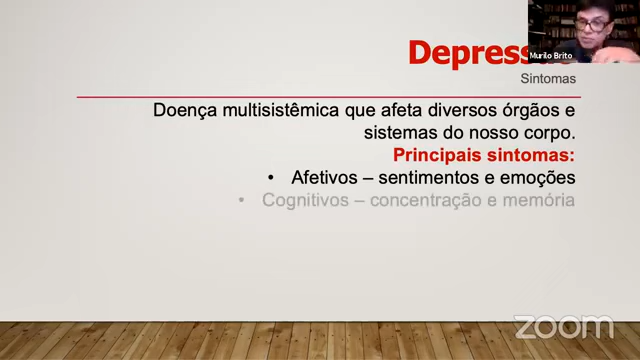 Murilo Brito
Sintomas
Doença multisistêmica que afeta diversos órgãos e
sistemas do nosso corpo.
Principais sintomas:
• Afetivos – sentimentos e emoções
• Cognitivos – concentração e memória
zoom